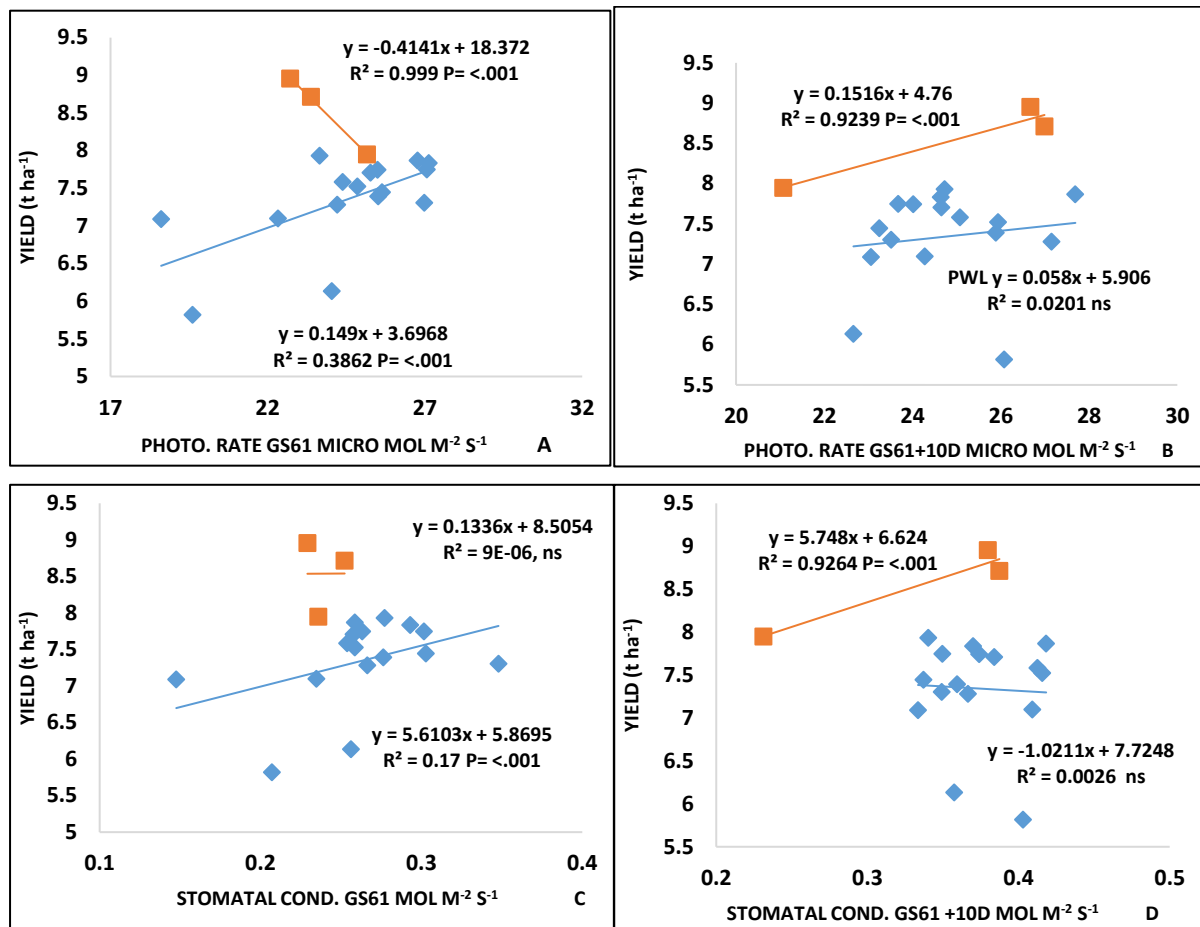 9.5
9
8.5
8
7.5
7
6.5
6
5.5
5
YIELD (t ha⁻¹)
y = -0.4141x + 18.372
R² = 0.999 P= <.001
y = 0.149x + 3.6968
R² = 0.3862 P= <.001
17 22 27 32
PHOTO. RATE GS61 MICRO MOL M⁻² S⁻¹ A
9.5
9
8.5
8
7.5
7
6.5
6
5.5
YIELD (t ha⁻¹)
y = 0.1516x + 4.76
R² = 0.9239 P= <.001
PWL y = 0.058x + 5.906
R² = 0.0201 ns
20 22 24 26 28 30
PHOTO. RATE GS61+10D MICRO MOL M⁻² S⁻¹ B
9.5
9
8.5
8
7.5
7
6.5
6
5.5
5
YIELD (t ha⁻¹)
y = 0.1336x + 8.5054
R² = 9E-06, ns
y = 5.6103x + 5.8695
R² = 0.17 P= <.001
0.1 0.2 0.3 0.4
STOMATAL COND. GS61 MOL M⁻² S⁻¹ C
9.5
9
8.5
8
7.5
7
6.5
6
5.5
YIELD (t ha⁻¹)
y = 5.748x + 6.624
R² = 0.9264 P= <.001
y = -1.0211x + 7.7248
R² = 0.0026 ns
0.2 0.3 0.4 0.5
STOMATAL COND. GS61 +10D MOL M⁻² S⁻¹ D